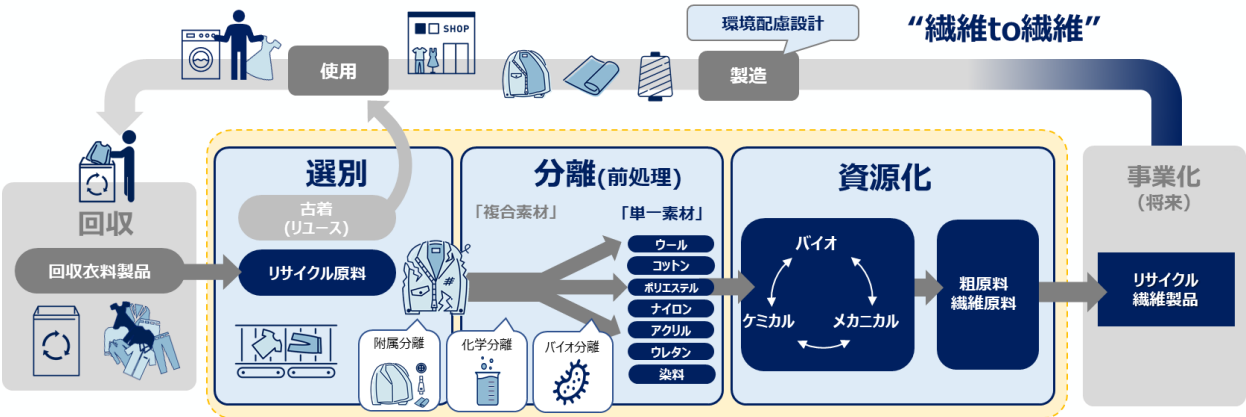 環境配慮設計
“繊維to繊維”
SHOP
使用
製造
回収
回収衣料製品
選別
古着
(リユース)
リサイクル原料
分離(前処理)
「複合素材」
「単一素材」
ウール
コットン
ポリエステル
ナイロン
アクリル
ウレタン
染料
附属分離
化学分離
バイオ分離
資源化
バイオ
ケミカル
メカニカル
粗原料
繊維原料
事業化
(将来)
リサイクル
繊維製品